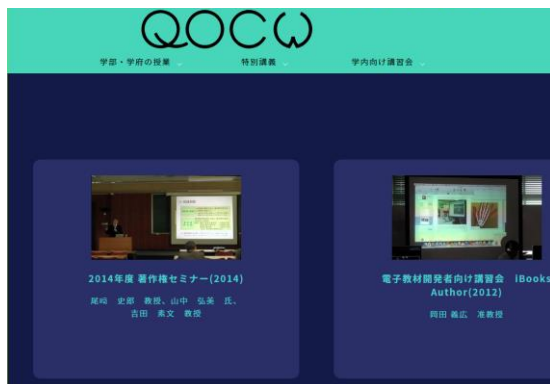 QOCW
学部・学府の授業
特別講義
学内向け講習会
2014年度 著作権セミナー(2014)
尾崎 史郎 教授、山中 弘美 氏、
吉田 素文 教授
電子教材開発者向け講習会 iBooks
Author(2012)
岡田 義広 准教授